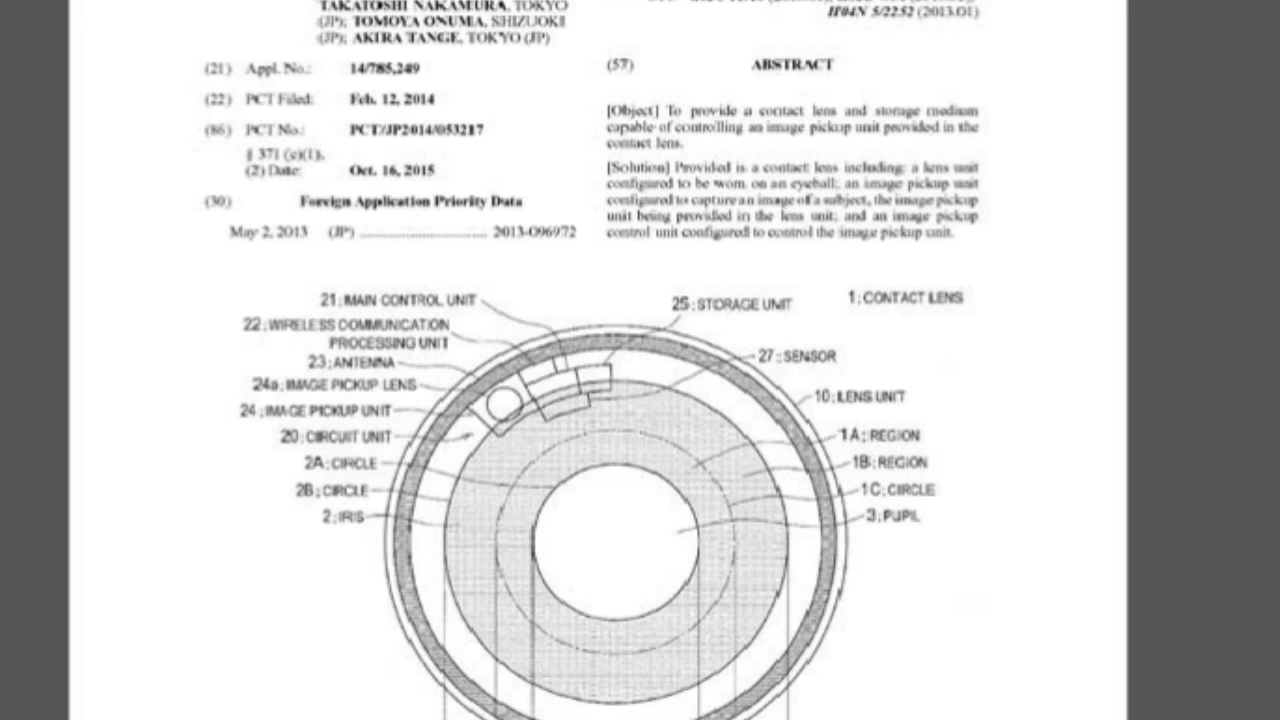 TAKATOSHI NAKAMURA, TOKYO
(JP); TOMOYA ONUMA, SHIZUOKI
(JP); AKIRA TANGE, TOKYO (JP)
(21) Appl. No.: 14/785,249
(22) PCT Filed: Feb. 12, 2014
(86) PCT No.: PCT/JP2014/053217
§ 371 (c)(1),
(2) Date: Oct. 16, 2015
(30) Foreign Application Priority Data
May 2, 2013 (JP) ................................ 2013-096972
H04N 5/2252 (2013.01)
(57) ABSTRACT
[Object] To provide a contact lens and storage medium
capable of controlling an image pickup unit provided in the
contact lens.
[Solution] Provided is a contact lens including: a lens unit
configured to be worn on an eyeball; an image pickup unit
configured to capture an image of a subject, the image pickup
unit being provided in the lens unit; and an image pickup
control unit configured to control the image pickup unit.
21; MAIN CONTROL UNIT
22; WIRELESS COMMUNICATION
PROCESSING UNIT
23; ANTENNA
24a; IMAGE PICKUP LENS
24; IMAGE PICKUP UNIT
20; CIRCUIT UNIT
2A; CIRCLE
2B; CIRCLE
2; IRIS
25; STORAGE UNIT
1; CONTACT LENS
27; SENSOR
10; LENS UNIT
1A; REGION
1B; REGION
1C; CIRCLE
3; PUPIL